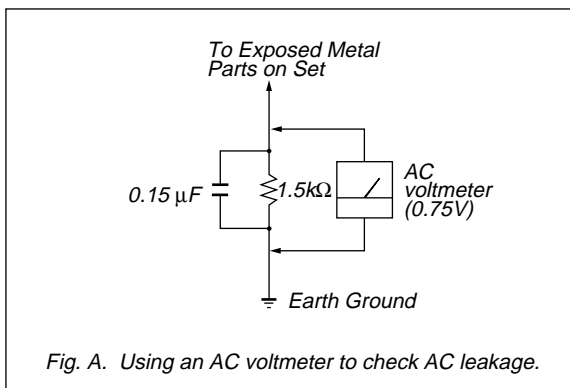 To Exposed Metal
Parts on Set
0.15 μF
1.5kΩ
AC
voltmeter
(0.75V)
Earth Ground
Fig. A. Using an AC voltmeter to check AC leakage.